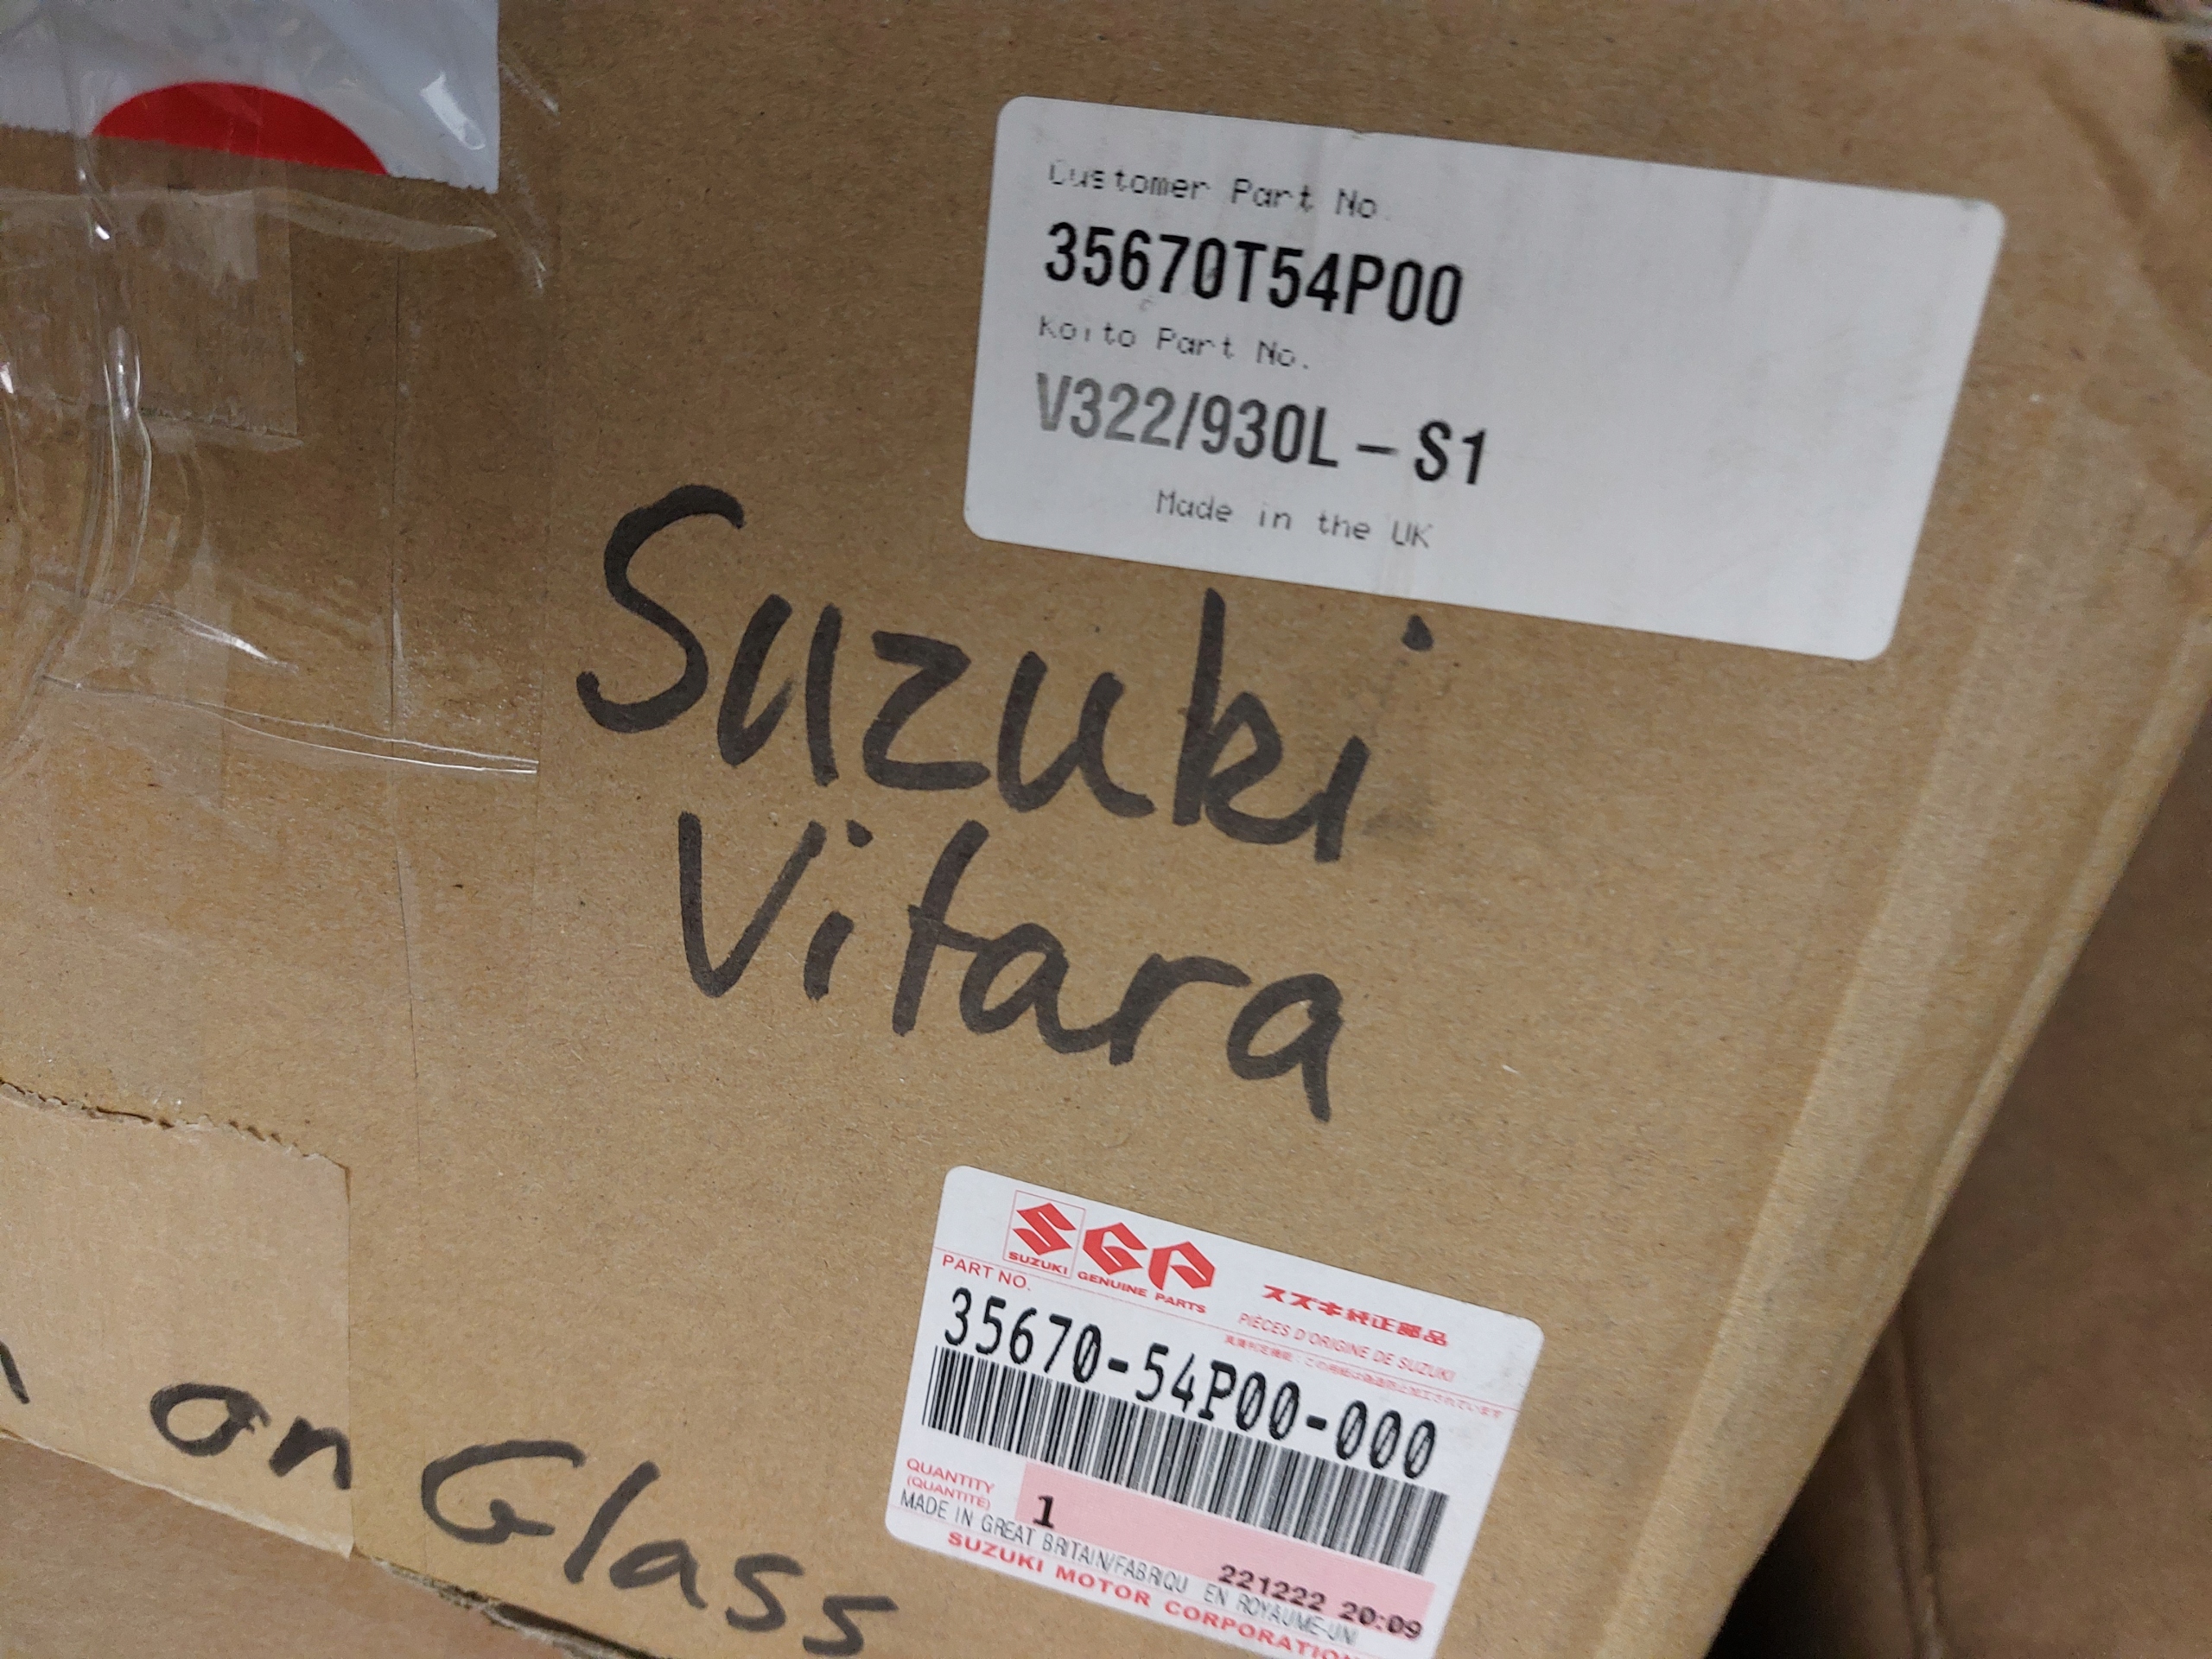 Customer Part No.
35670T54P00
Koito Part No.
V322/930L-S1
Made in the UK
Suzuki
Vitara
SGP
SUZUKI GENUINE PARTS
スズキ純正部品
PART NO.
PIÈCES D'ORIGINE DE SUZUKI
35670-54P00-000
QUANTITY
(QUANTITÉ)
1
MADE IN GREAT BRITAIN/FABRIQU EN ROYAUME-UNI
221222 20:09
SUZUKI MOTOR CORPORATION
on Glass